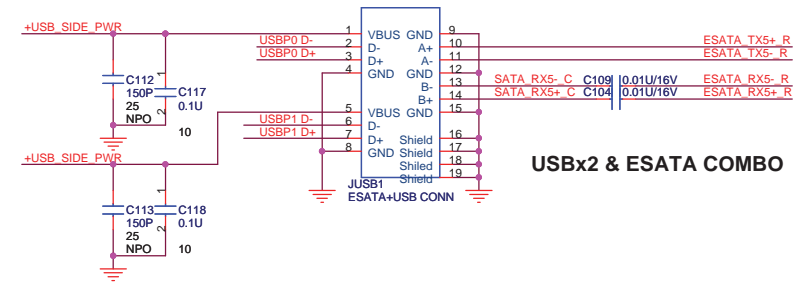 +USB_SIDE_PWR
C112
150P
25
NPO
1
2
C117
0.1U
10
+USB_SIDE_PWR
C113
150P
25
NPO
1
2
C118
0.1U
10
USBP0 D-
USBP0 D+
USBP1 D-
USBP1 D+
1 VBUS GND 9
2 D- A+ 10
3 D+ A- 11
4 GND GND 12
B- 13
B+ 14
5 VBUS GND 15
6 D-
7 D+ Shield 16
8 GND Shield 17
Shiled 18
Shield 19
JUSB1
ESATA+USB CONN
ESATA_TX5+_R
ESATA_TX5-_R
SATA_RX5-_C C109 0.01U/16V ESATA_RX5-_R
SATA_RX5+_C C104 0.01U/16V ESATA_RX5+_R
USBx2 & ESATA COMBO